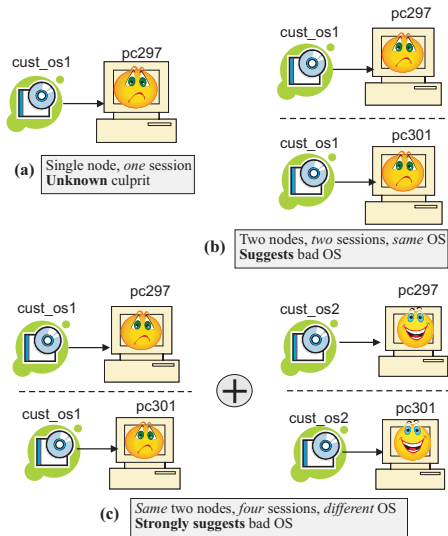 cust_os1
pc297
(a)
Single node, one session
Unknown culprit
cust_os1
pc297
cust_os1
pc301
(b)
Two nodes, two sessions, same OS
Suggests bad OS
cust_os1
pc297
cust_os1
pc301
+
cust_os2
pc297
cust_os2
pc301
(c)
Same two nodes, four sessions, different OS
Strongly suggests bad OS